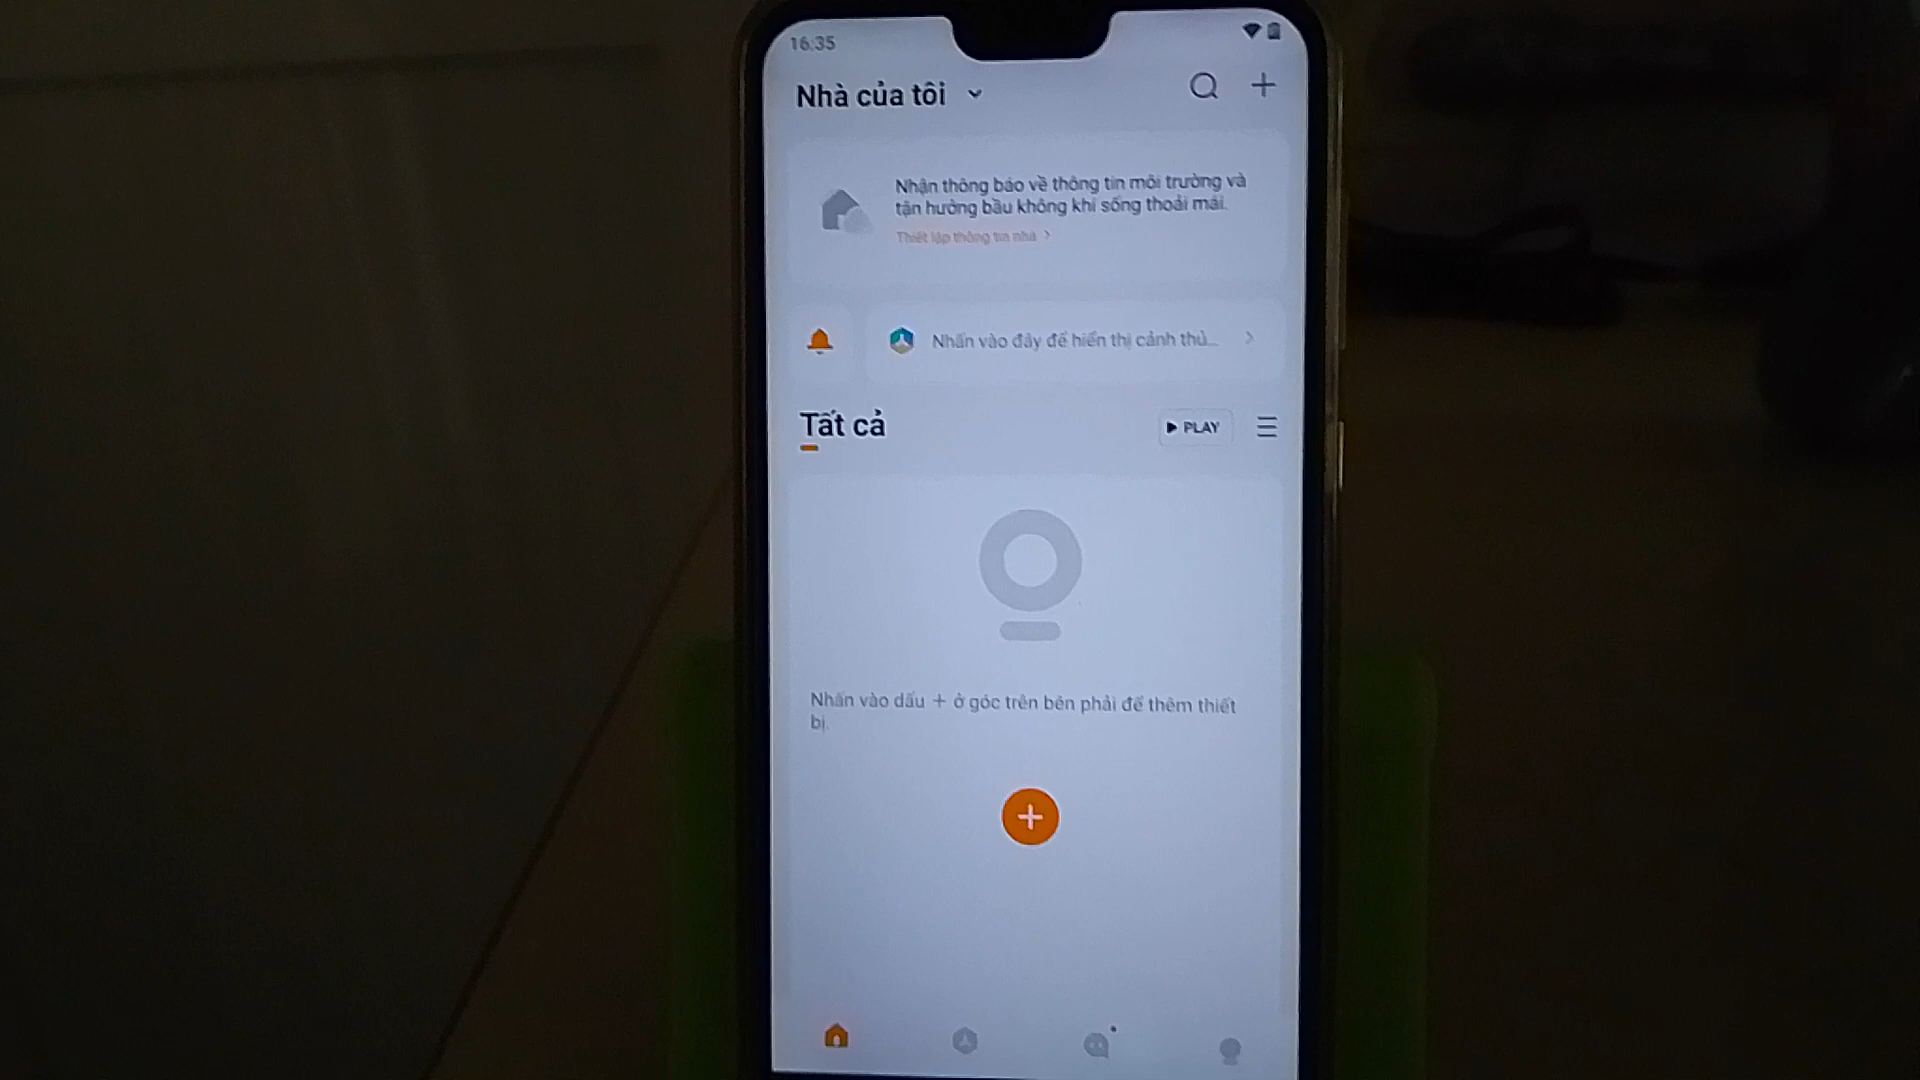 16:35
Nhà của tôi
Nhận thông báo về thông tin môi trường và
tận hưởng bầu không khí sống thoải mái.
Thiết lập thông tin nhà
Nhấn vào đây để hiển thị cảnh thủ...
Tất cả
PLAY
Nhấn vào dấu + ở góc trên bên phải để thêm thiết
bị.